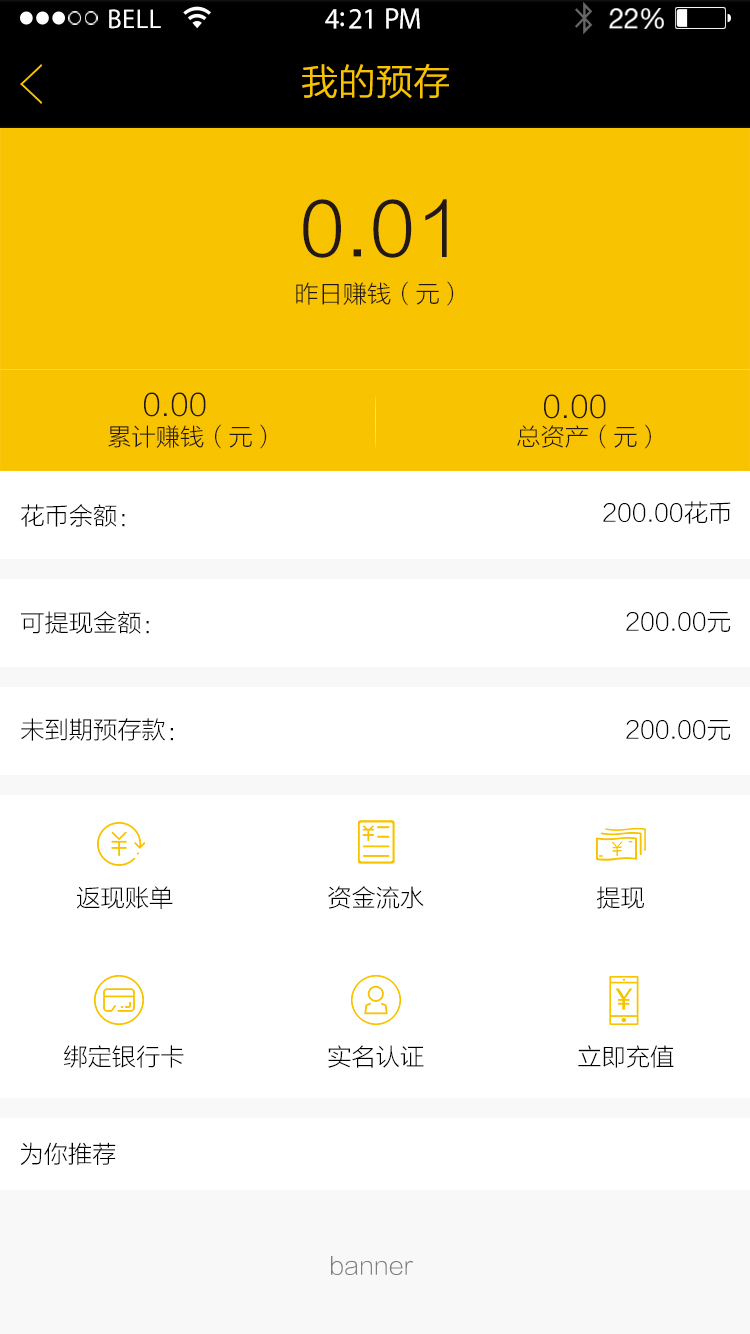 BELL 4:21 PM 22%
我的预存
0.01
昨日赚钱（元）
0.00 0.00
累计赚钱（元） 总资产（元）
花币余额： 200.00花币
可提现金额： 200.00元
未到期预存款： 200.00元
返现账单 资金流水 提现
绑定银行卡 实名认证 立即充值
为你推荐
banner